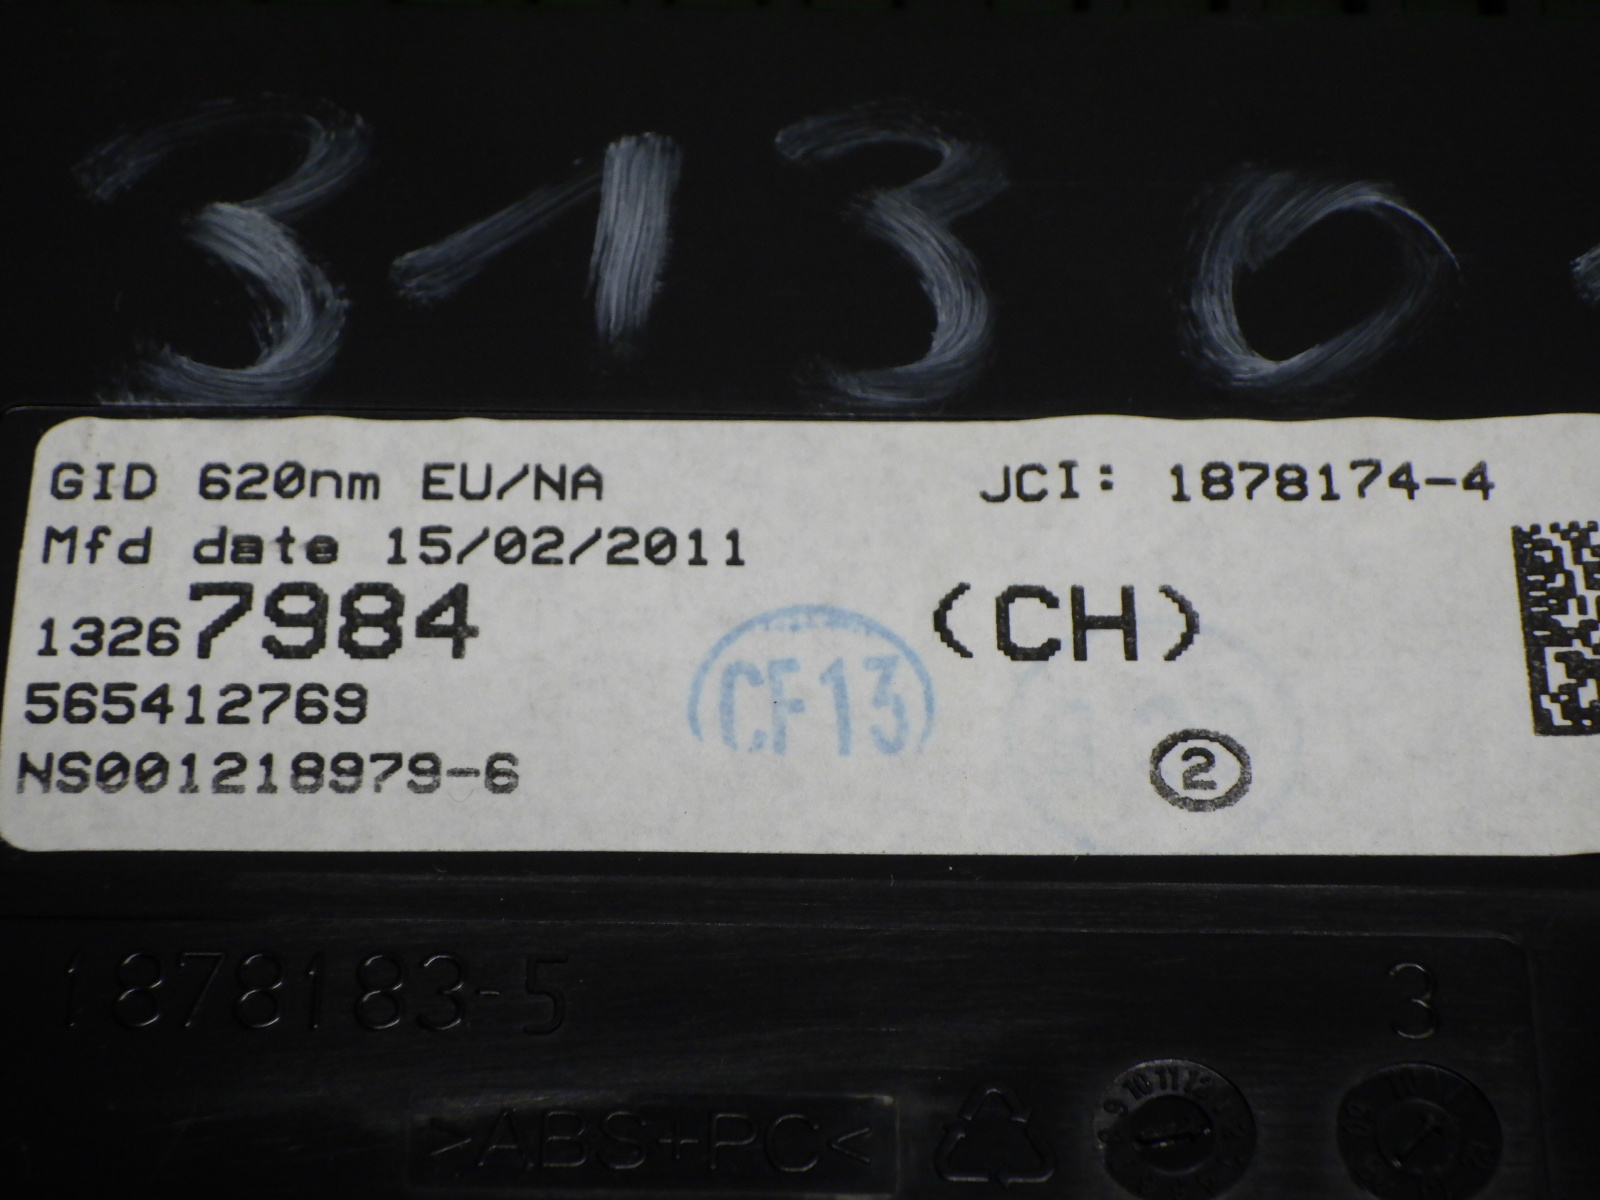 3130
GID 620nm EU/NA
JCI: 1878174-4
Mfd date 15/02/2011
13267984
(CH)
565412769
CF13
NS001218979-6
2
1878183-5
3
>ABS+PC<